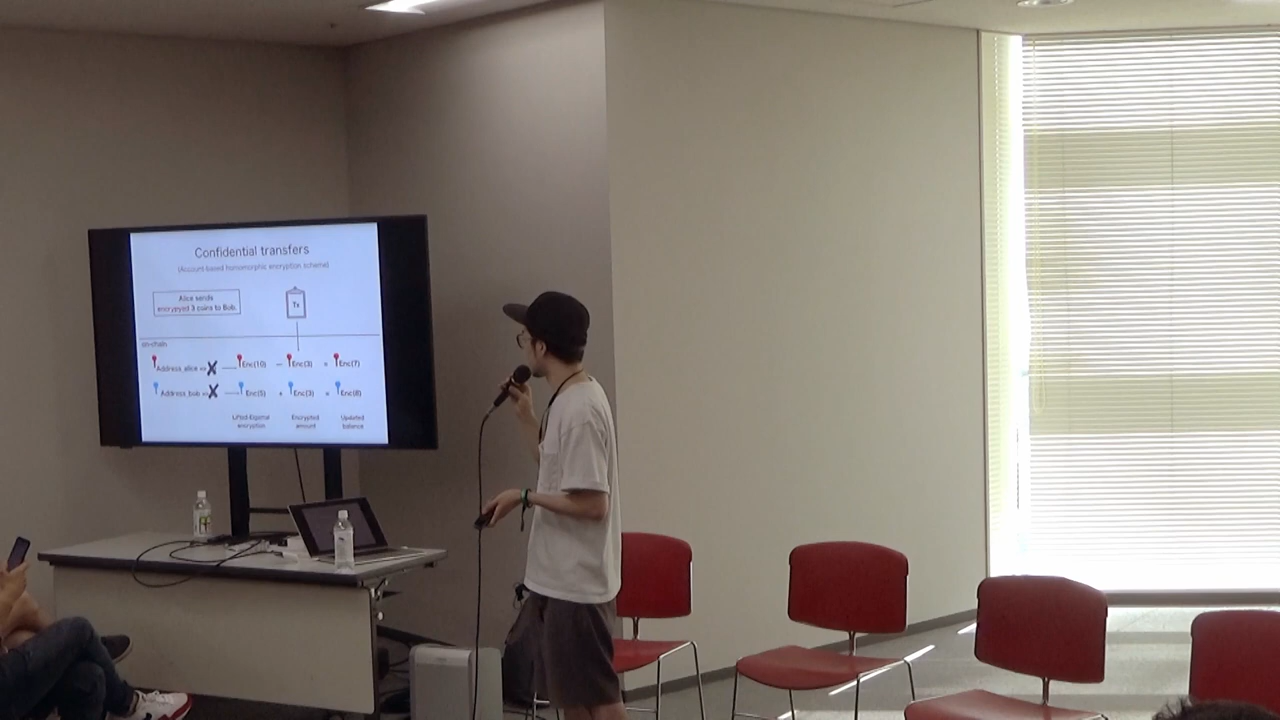 Confidential transfers
(Account-based homomorphic encryption scheme)
Alice sends
encrypyed 3 coins to Bob.
Tx
on-chain
Address_alice => Enc(10) - Enc(3) = Enc(7)
Address_bob => Enc(5) + Enc(3) = Enc(8)
Lifted-Elgamal encryption
Encrypted amount
Updated balance